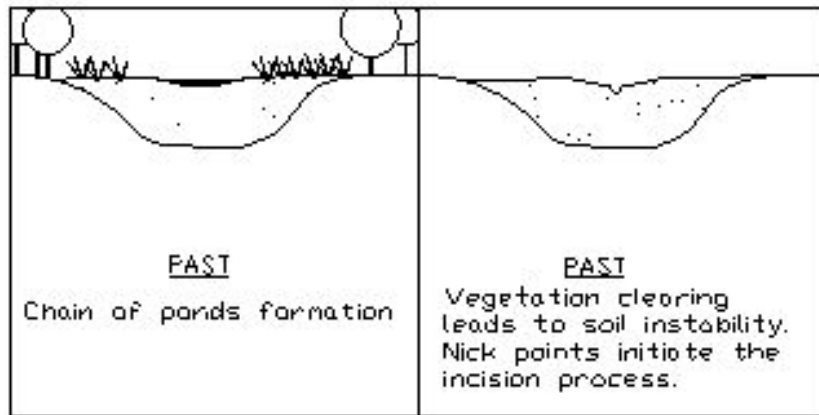 PAST
Chain of ponds formation
PAST
Vegetation clearing
leads to soil instability.
Nick points initiate the
incision process.